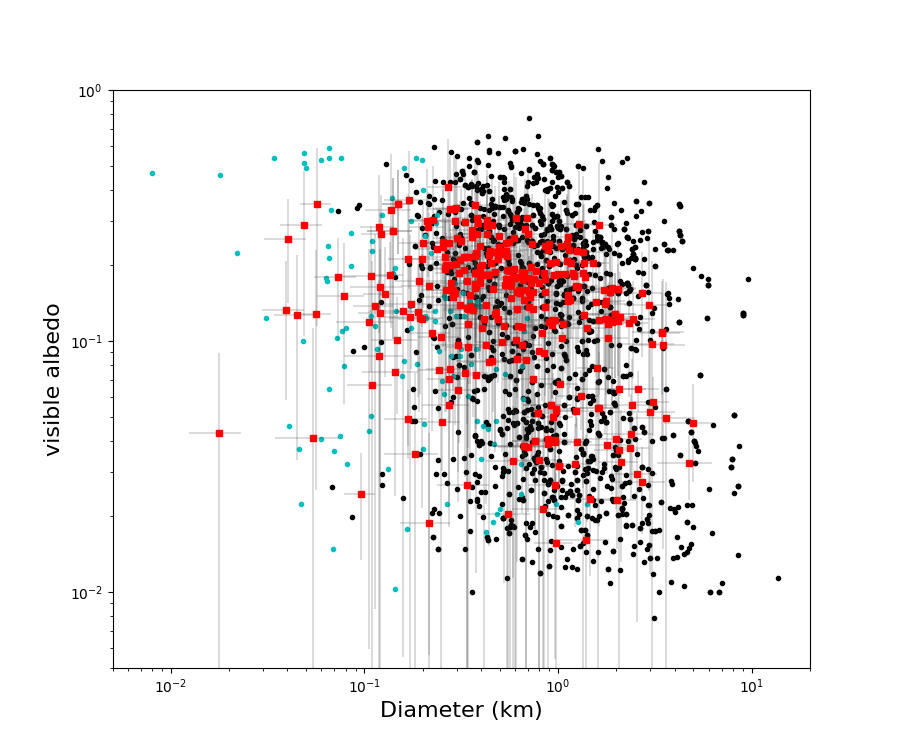 10⁰
10⁻¹
10⁻²
visible albedo
10⁻² 10⁻¹ 10⁰ 10¹
Diameter (km)